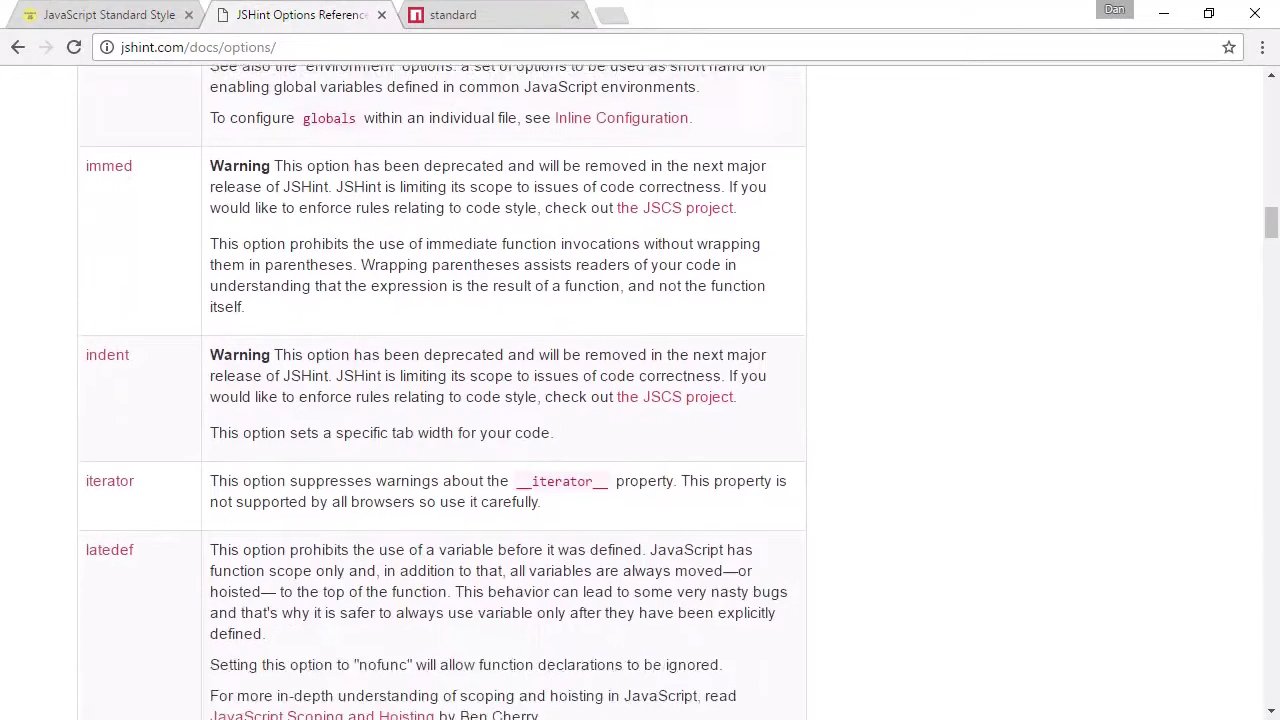 JavaScript Standard Style
JSHint Options Reference
standard
Dan
jshint.com/docs/options/
See also the "environment" options: a set of options to be used as short hand for
enabling global variables defined in common JavaScript environments.
To configure globals within an individual file, see Inline Configuration.
immed
Warning This option has been deprecated and will be removed in the next major
release of JSHint. JSHint is limiting its scope to issues of code correctness. If you
would like to enforce rules relating to code style, check out the JSCS project.
This option prohibits the use of immediate function invocations without wrapping
them in parentheses. Wrapping parentheses assists readers of your code in
understanding that the expression is the result of a function, and not the function
itself.
indent
Warning This option has been deprecated and will be removed in the next major
release of JSHint. JSHint is limiting its scope to issues of code correctness. If you
would like to enforce rules relating to code style, check out the JSCS project.
This option sets a specific tab width for your code.
iterator
This option suppresses warnings about the __iterator__ property. This property is
not supported by all browsers so use it carefully.
latedef
This option prohibits the use of a variable before it was defined. JavaScript has
function scope only and, in addition to that, all variables are always moved—or
hoisted— to the top of the function. This behavior can lead to some very nasty bugs
and that's why it is safer to always use variable only after they have been explicitly
defined.
Setting this option to "nofunc" will allow function declarations to be ignored.
For more in-depth understanding of scoping and hoisting in JavaScript, read
JavaScript Scoping and Hoisting by Ben Cherry.